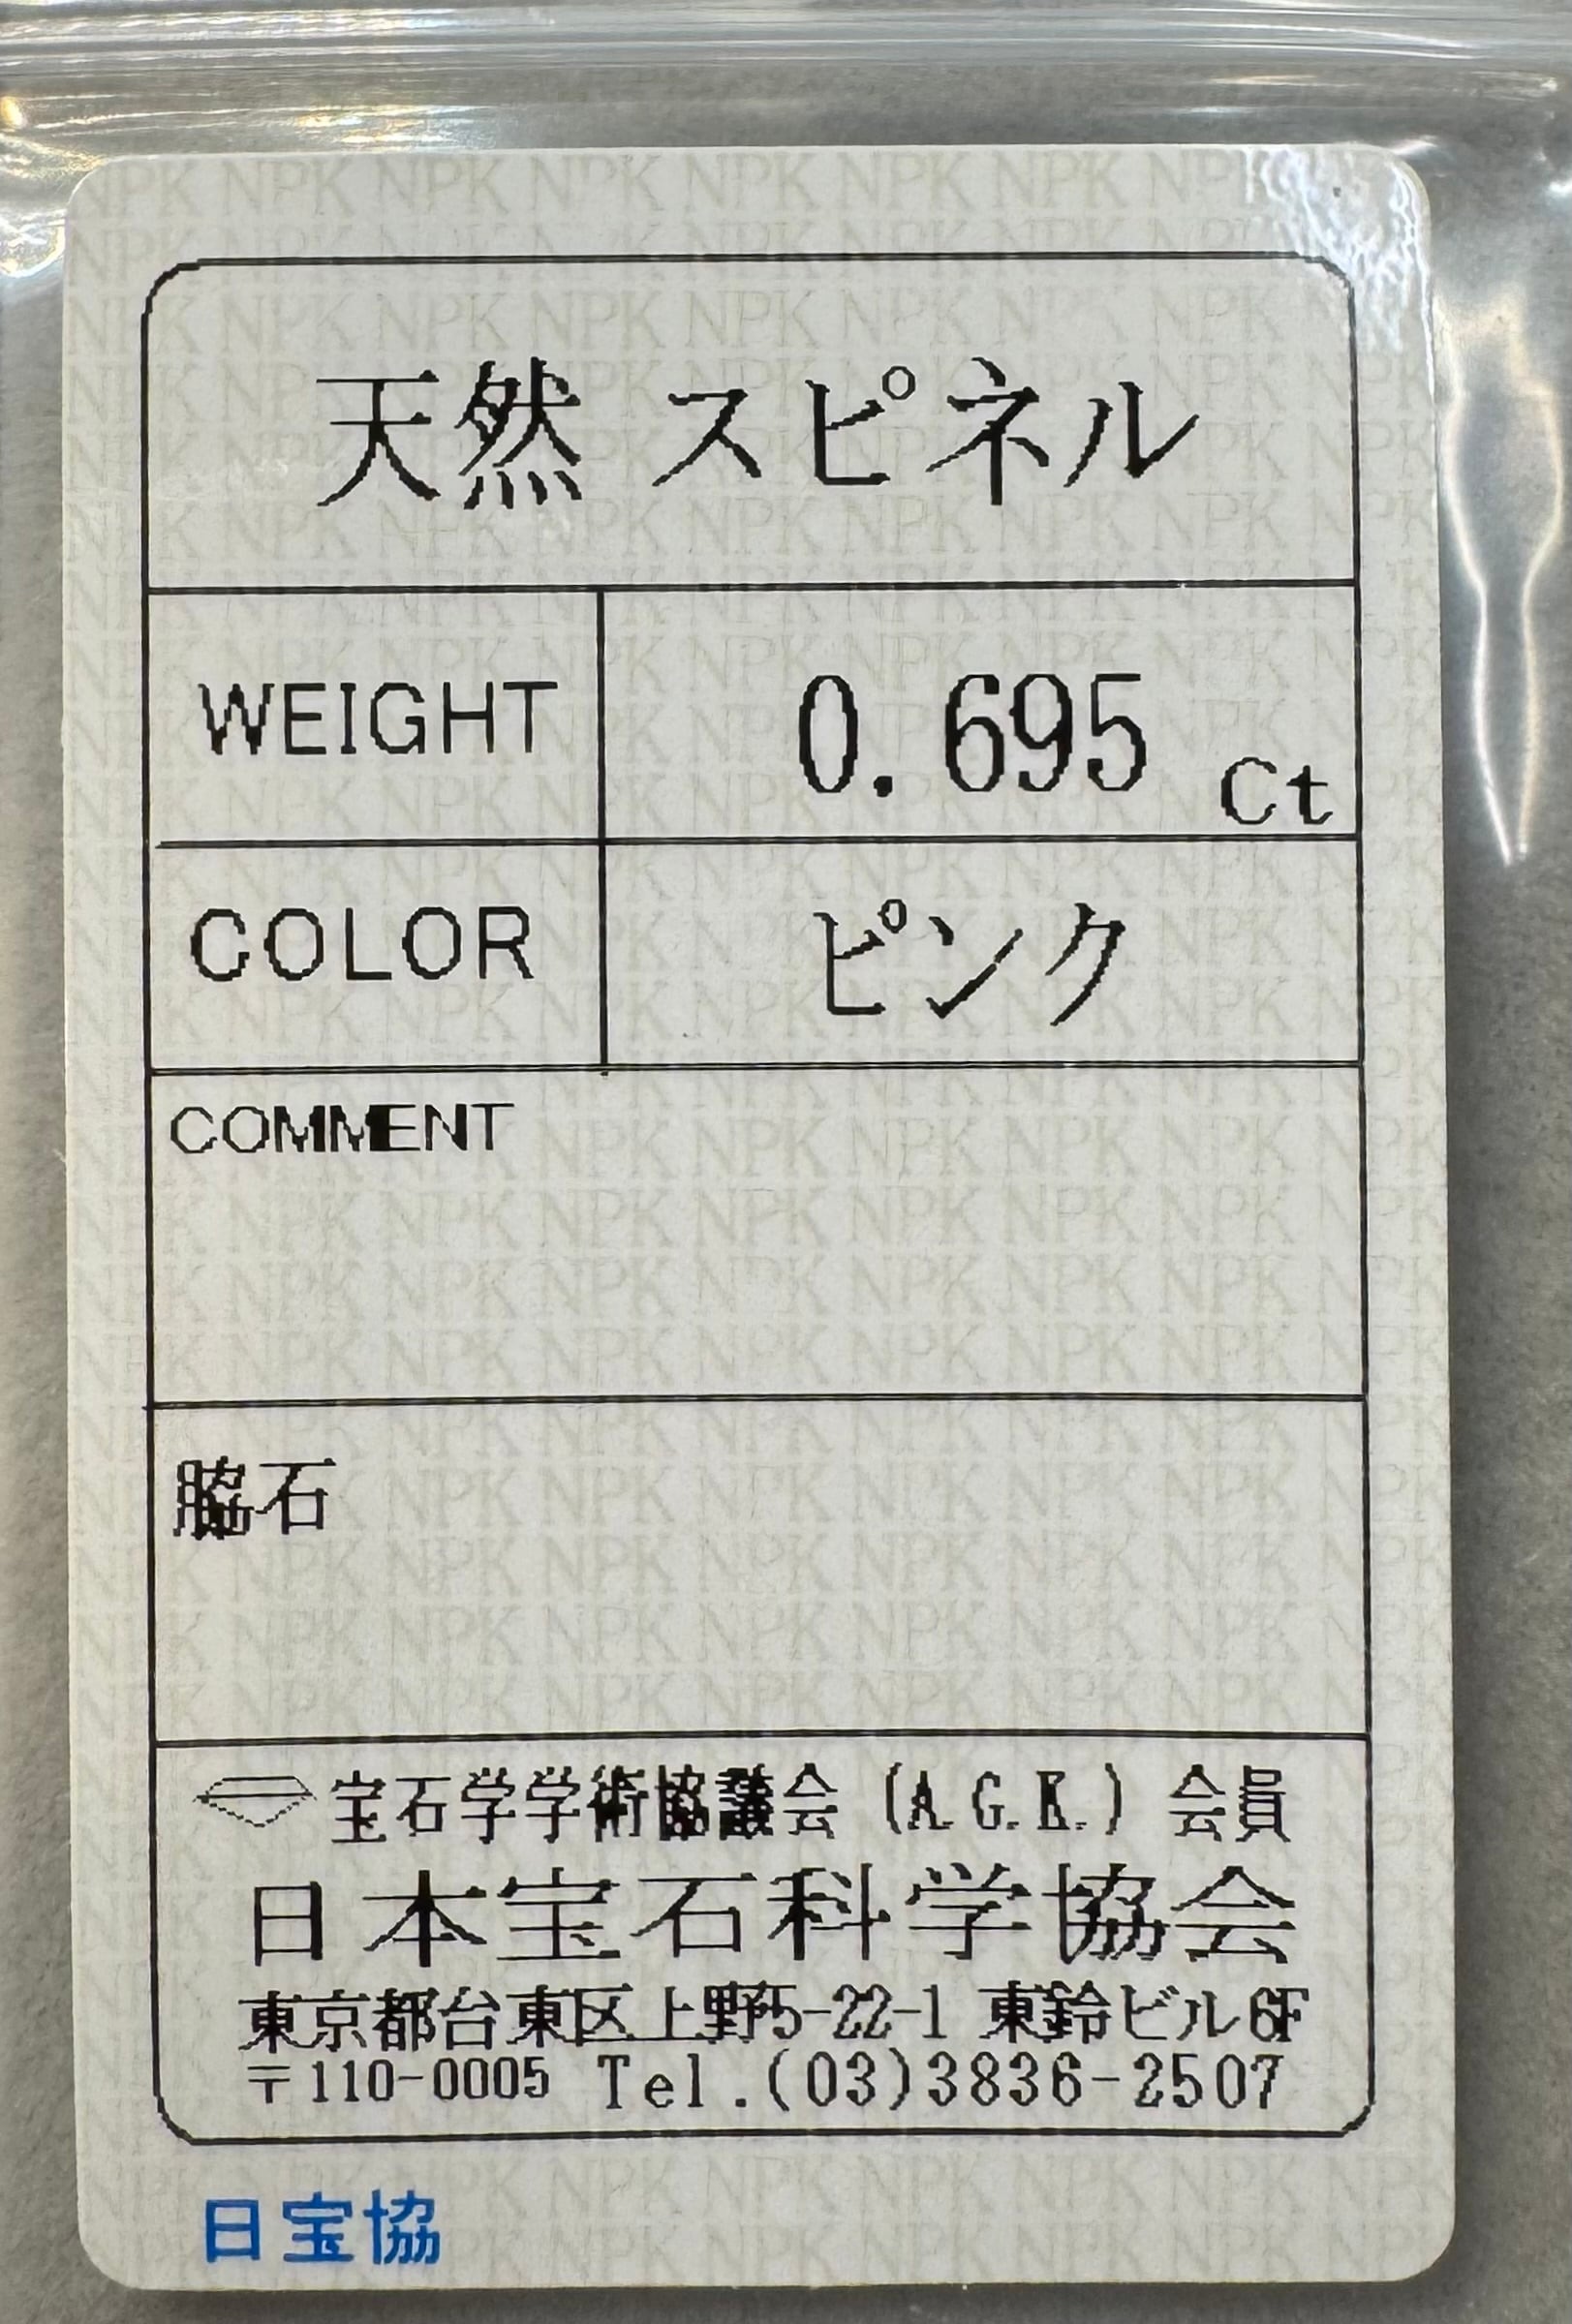 天然 スピネル
WEIGHT 0.695 Ct
COLOR ピンク
COMMENT
脇石
宝石学学術協議会 (A.G.K.) 会員
日本宝石科学協会
東京都台東区上野5-22-1 東鈴ビル6F
〒110-0005 Tel.(03)3836-2507
日宝協